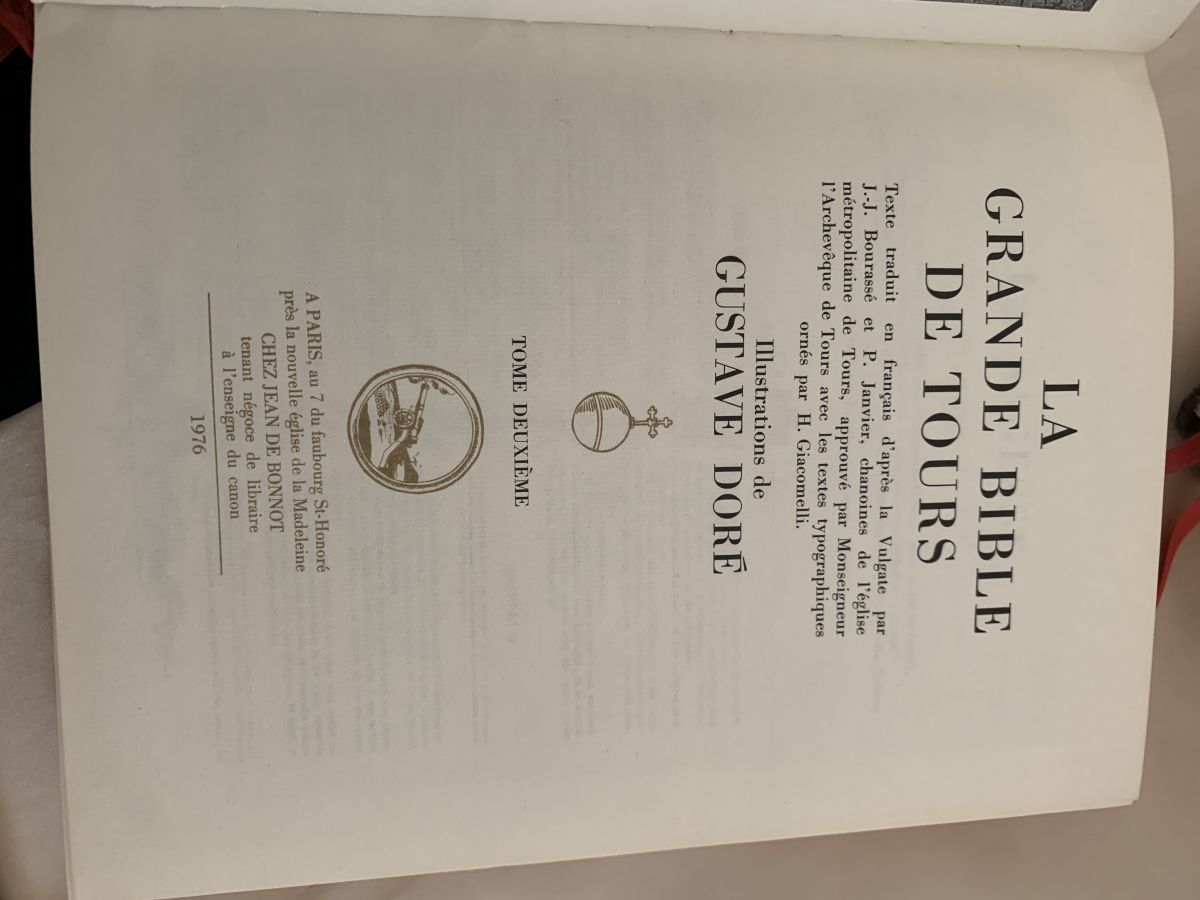 LA
GRANDE BIBLE
DE TOURS
Texte traduit en français d'après la Vulgate par
J.-J. Bourassé et P. Janvier, chanoines de l'église
métropolitaine de Tours, approuvé par Monseigneur
l'Archevêque de Tours avec les textes typographiques
ornés par H. Giacomelli.
Illustrations de
GUSTAVE DORÉ
TOME DEUXIÈME
A PARIS, au 7 du faubourg St-Honoré
près la nouvelle église de la Madeleine
CHEZ JEAN DE BONNOT
tenant négoce de libraire
à l'enseigne du canon
1976